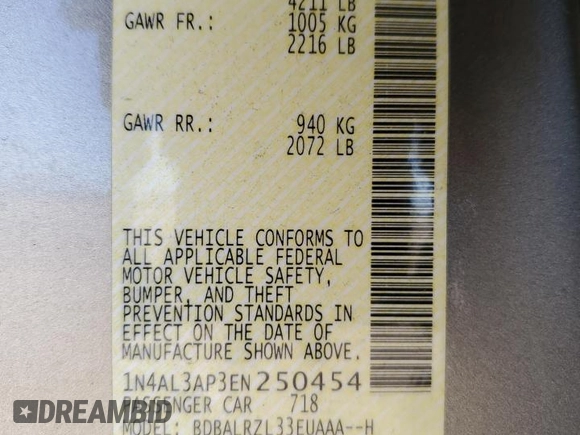 4211 LB
GAWR FR.: 1005 KG
2216 LB
GAWR RR.: 940 KG
2072 LB
THIS VEHICLE CONFORMS TO
ALL APPLICABLE FEDERAL
MOTOR VEHICLE SAFETY,
BUMPER, AND THEFT
PREVENTION STANDARDS IN
EFFECT ON THE DATE OF
MANUFACTURE SHOWN ABOVE.
1N4AL3AP3EN250454
PASSENGER CAR 718
MODEL: BDBALRZL33EUAAA--H
DREAMBID